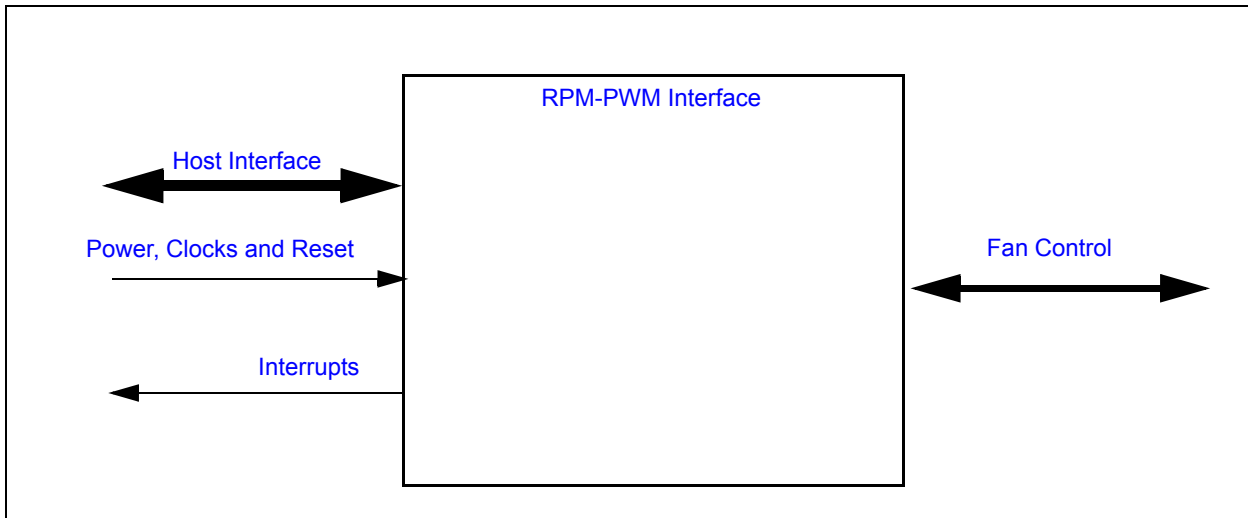 RPM-PWM Interface
Host Interface
Power, Clocks and Reset
Fan Control
Interrupts